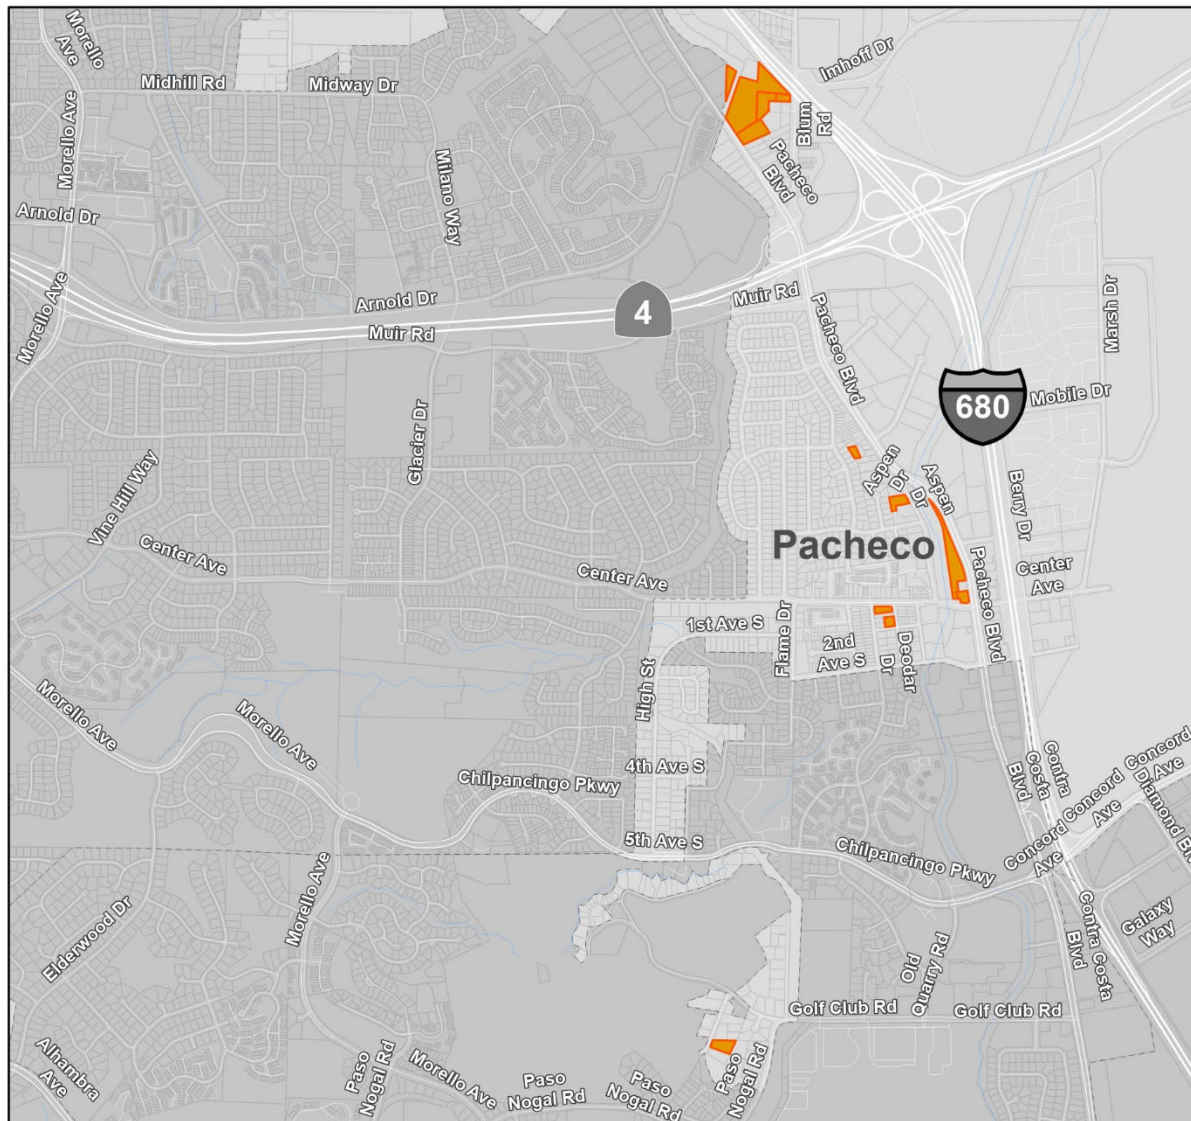 Morello
Ave
Midhill Rd
Midway Dr
Imhoff Dr
Blum
Rd
Morello Ave
Milano Way
Pacheco
Blvd
Arnold Dr
Morello Ave
Arnold Dr
Muir Rd
4
Muir Rd
Pacheco Blvd
Marsh Dr
680
Mobile Dr
Glacier Dr
Vine Hill Way
Aspen
Dr
Aspen
Dr
Berry Dr
Pacheco
Center Ave
Center Ave
Center
Ave
Pacheco Blvd
1st Ave S
Flame Dr
2nd
Ave S
Deodar
Dr
High St
Morello Ave
Morello Ave
Chilpancingo Pkwy
4th Ave S
Contra
Costa
Blvd
Concord
Ave
Concord
Concord
Ave
Concord
Ave
Diamond Bl
5th Ave S
Chilpancingo Pkwy
Morello Ave
Elderwood Dr
Old
Quarry Rd
Contra Costa
Blvd
Galaxy
Way
Golf Club Rd
Golf Club Rd
Alhambra
Ave
Paso
Nogal Rd
Morello Ave
Paso
Nogal Rd
Paso
Nogal Rd
Paso
Nogal Rd